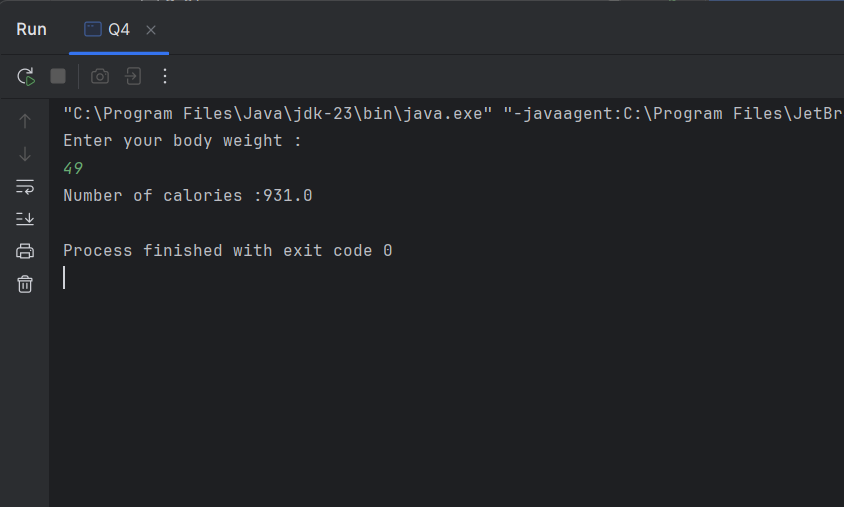 Run Q4
"C:\Program Files\Java\jdk-23\bin\java.exe" "-javaagent:C:\Program Files\JetBr
Enter your body weight :
49
Number of calories :931.0
Process finished with exit code 0